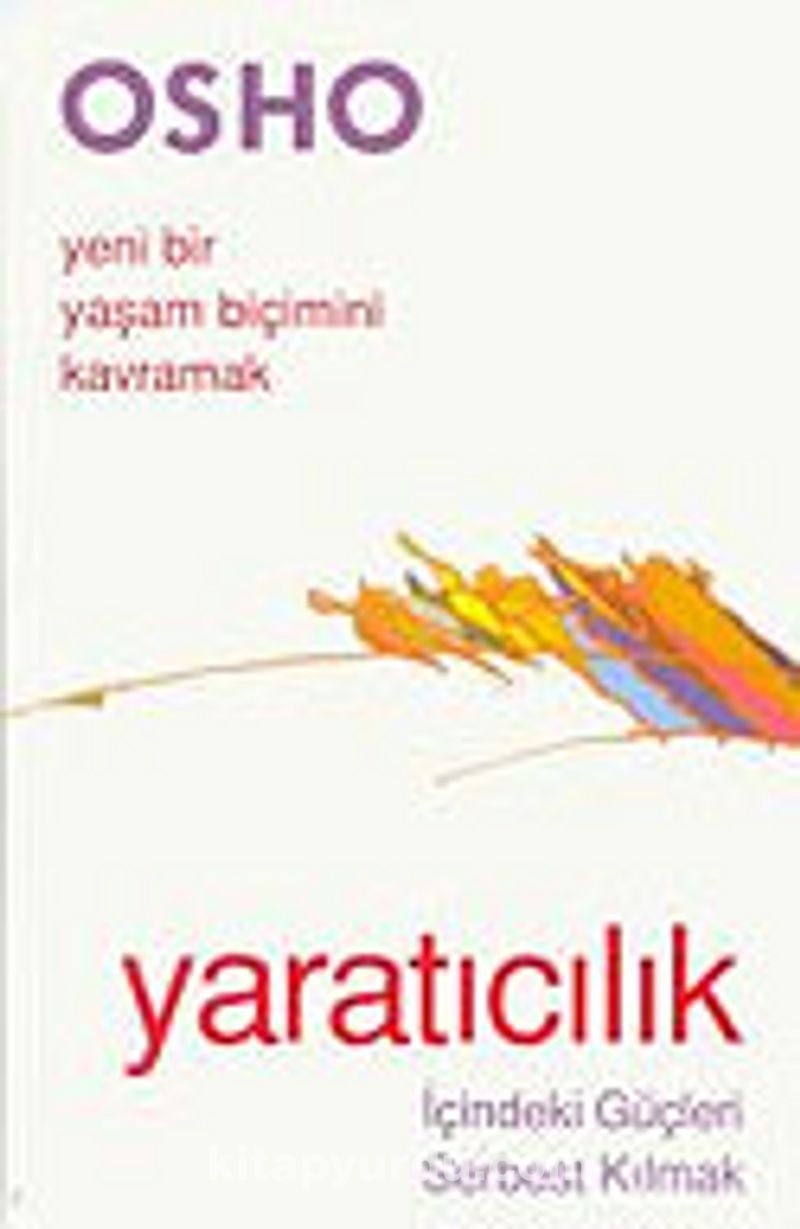 OSHO
yeni bir
yaşam biçimini
kavramak
yaratıcılık
İçindeki Güçleri
Serbest Kılmak